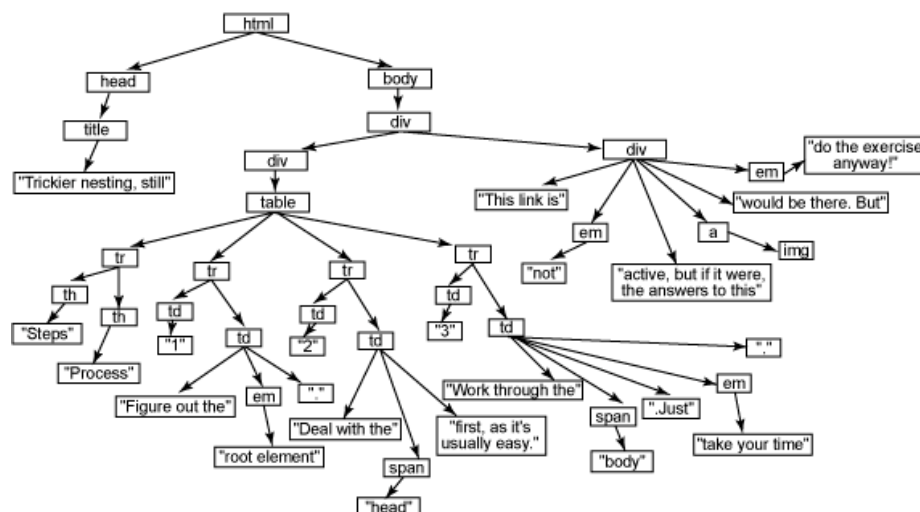 html
head
body
title
div
"Trickier nesting, still"
div
div
em
"do the exercise
anyway!"
table
"This link is"
"would be there. But"
em
a
img
"not"
"active, but if it were,
the answers to this"
tr
tr
tr
tr
th
th
"Steps"
"Process"
td
"1"
td
"Figure out the"
em
"."
"root element"
td
"2"
td
"Deal with the"
span
"head"
"first, as it's
usually easy."
td
"3"
td
"Work through the"
span
"body"
".Just"
em
"take your time"
"."